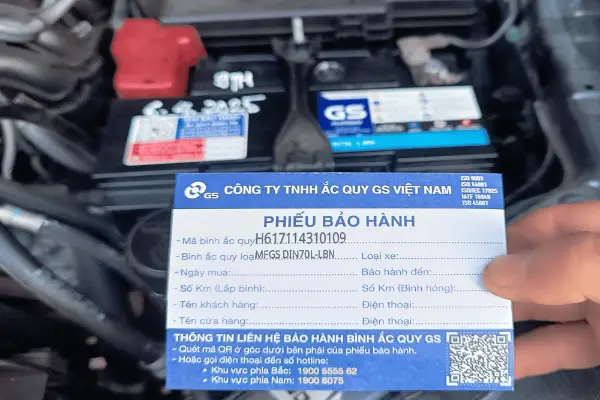 BTH
6.9.2025
GS
GS
CÔNG TY TNHH ẮC QUY GS VIỆT NAM
ISO 9001
ISO 14001
ISO/IEC 17025
IATF 16949
ISO 45001
PHIẾU BẢO HÀNH
- Mã bình ắc quy H617114310109
- Bình ắc quy loại MFGS DIN70L-LBN Loại xe:
- Ngày mua: Bảo hành đến:
- Số Km (Lắp bình): Số Km (Bình hỏng):
- Tên khách hàng: Điện thoại:
- Tên cửa hàng: Điện thoại:
THÔNG TIN LIÊN HỆ BẢO HÀNH BÌNH ẮC QUY GS
- Quét mã QR ở góc dưới bên phải của phiếu bảo hành.
- Hoặc gọi điện thoại đến số hotline:
• Khu vực phía Bắc: 1900 5555 62
• Khu vực phía Nam: 1900 8075